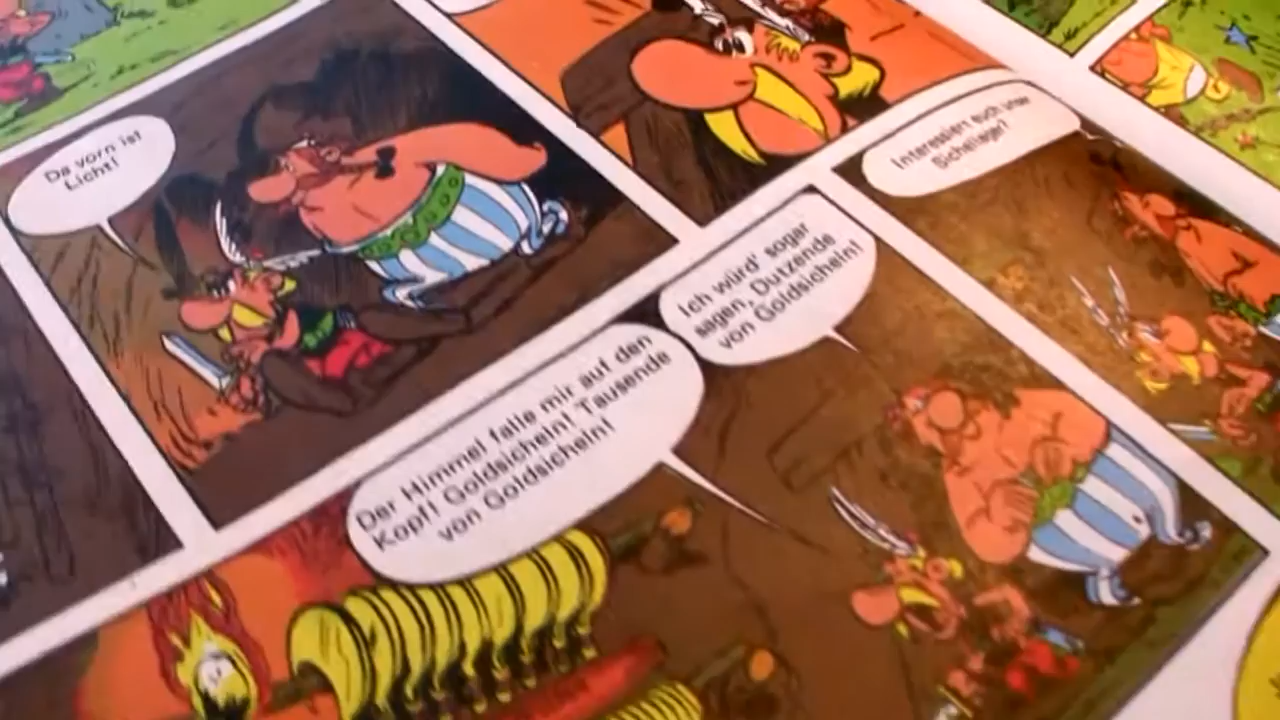 Da vorn ist
Licht!
Der Himmel falle mir auf den
Kopf! Goldsicheln! Tausende
von Goldsicheln!
Ich würd' sogar
sagen, Dutzende
von Goldsicheln!
Interessiert euch unser
Sichellager?